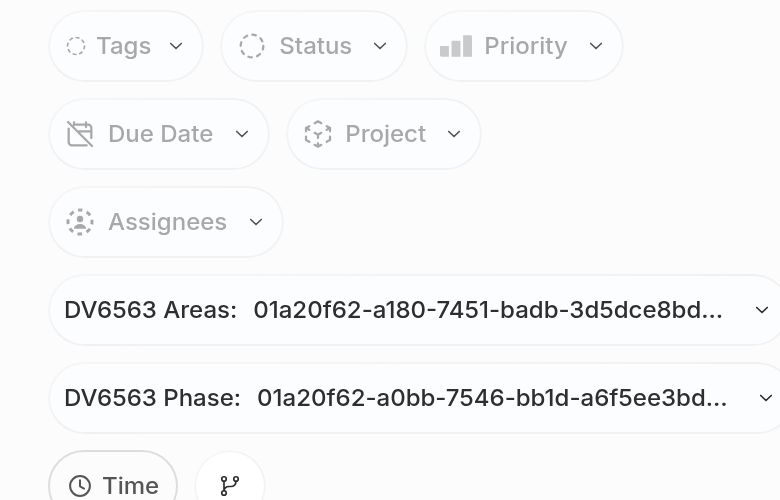 Tags Status Priority
Due Date Project
Assignees
DV6563 Areas: 01a20f62-a180-7451-badb-3d5dce8bd...
DV6563 Phase: 01a20f62-a0bb-7546-bb1d-a6f5ee3bd...
Time